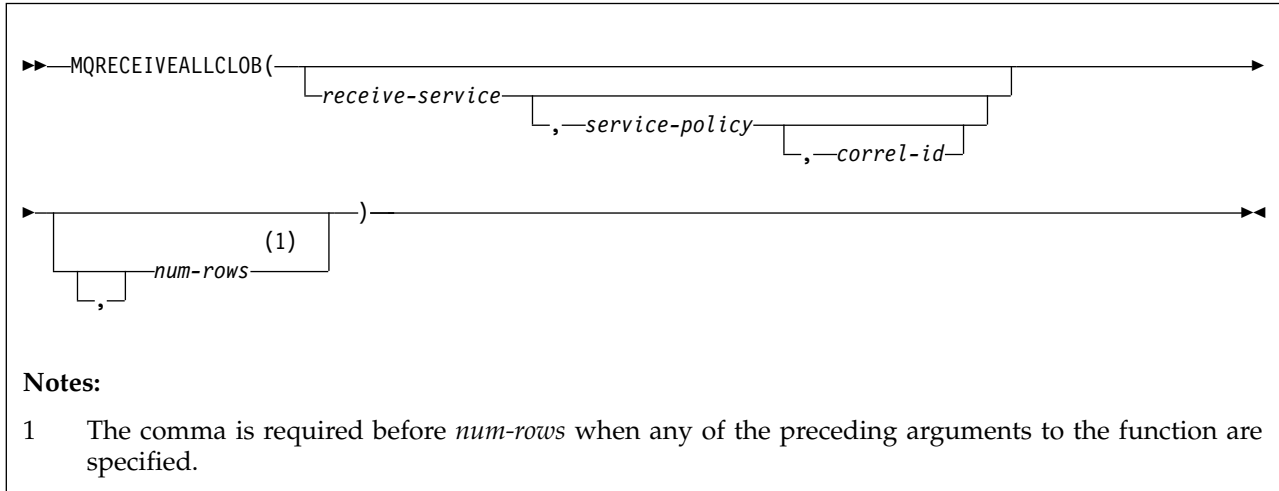 MQRECEIVEALLCLOB(
receive-service
, service-policy
, correl-id
)
(1)
num-rows
,
Notes:
1 The comma is required before num-rows when any of the preceding arguments to the function are
specified.